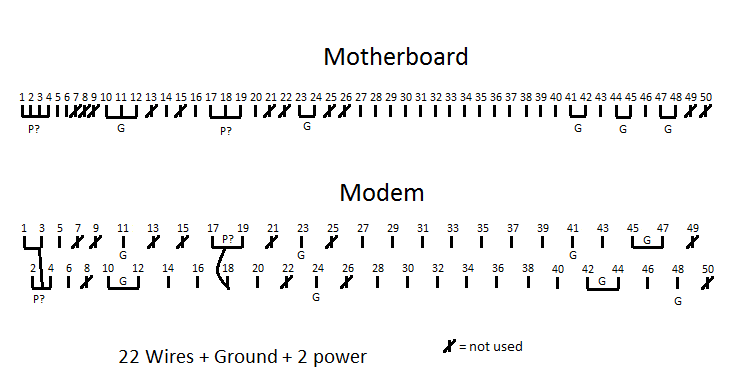 Motherboard
1 2 3 4 5 6 7 8 9 10 11 12 13 14 15 16 17 18 19 20 21 22 23 24 25 26 27 28 29 30 31 32 33 34 35 36 37 38 39 40 41 42 43 44 45 46 47 48 49 50
P? G P? G G G G
Modem
1 3 5 7 9 11 13 15 17 19 21 23 25 27 29 31 33 35 37 39 41 43 45 47 49
P? G
G G G
2 4 6 8 10 12 14 16 18 20 22 24 26 28 30 32 34 36 38 40 42 44 46 48 50
G G
P? G G
22 Wires + Ground + 2 power
= not used